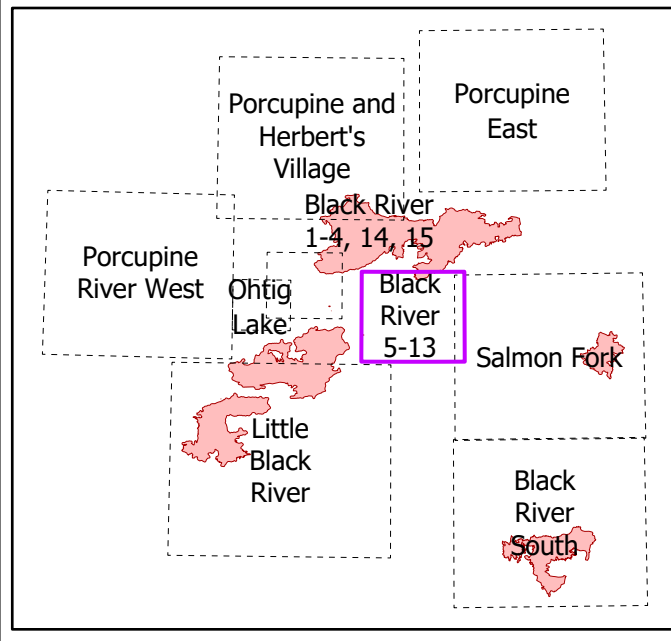 Porcupine
East
Porcupine and
Herbert's
Village
Black River
1-4, 14, 15
Porcupine
River West
Ohtig
Lake
Black
River
5-13
Salmon Fork
Little
Black
River
Black
River
South